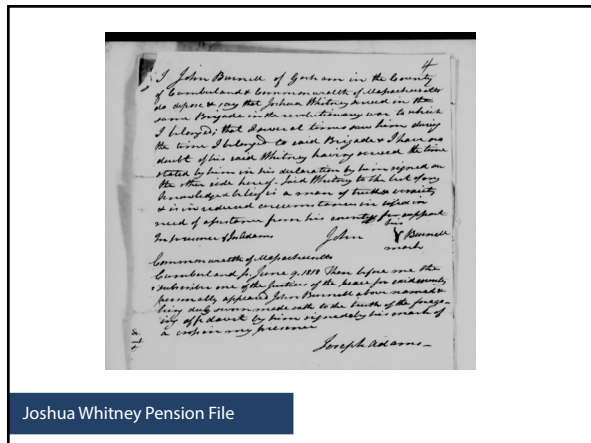 4
I John Burnell of Gorham in the County
of Cumberland & Commonwealth of Massachusetts
do depose & say that Joshua Whitney served in the
same Brigade in the revolutionary war to which
I belonged; that I several times saw him during
the time I belonged to said Brigade & I have no
doubt of his said Whitney having served the time
stated by him in his declaration by him signed on
the other side hereof. Said Whitney to the best of my
knowledge & belief is a man of truth & veracity
& is in reduced circumstances in
need of assistance from his country for support
In presence of Jos Adams John his X mark Burnell
Commonwealth of Massachusetts
Cumberland ss. June 9. 1818 Then before me the
subscriber one of the justices of the peace for said county
personally appeared John Burnell above named &
being duly sworn made oath to the truth of the forego-
ing affidavit by him signed by his mark of
a cross in my presence
Joseph Adams
Joshua Whitney Pension File